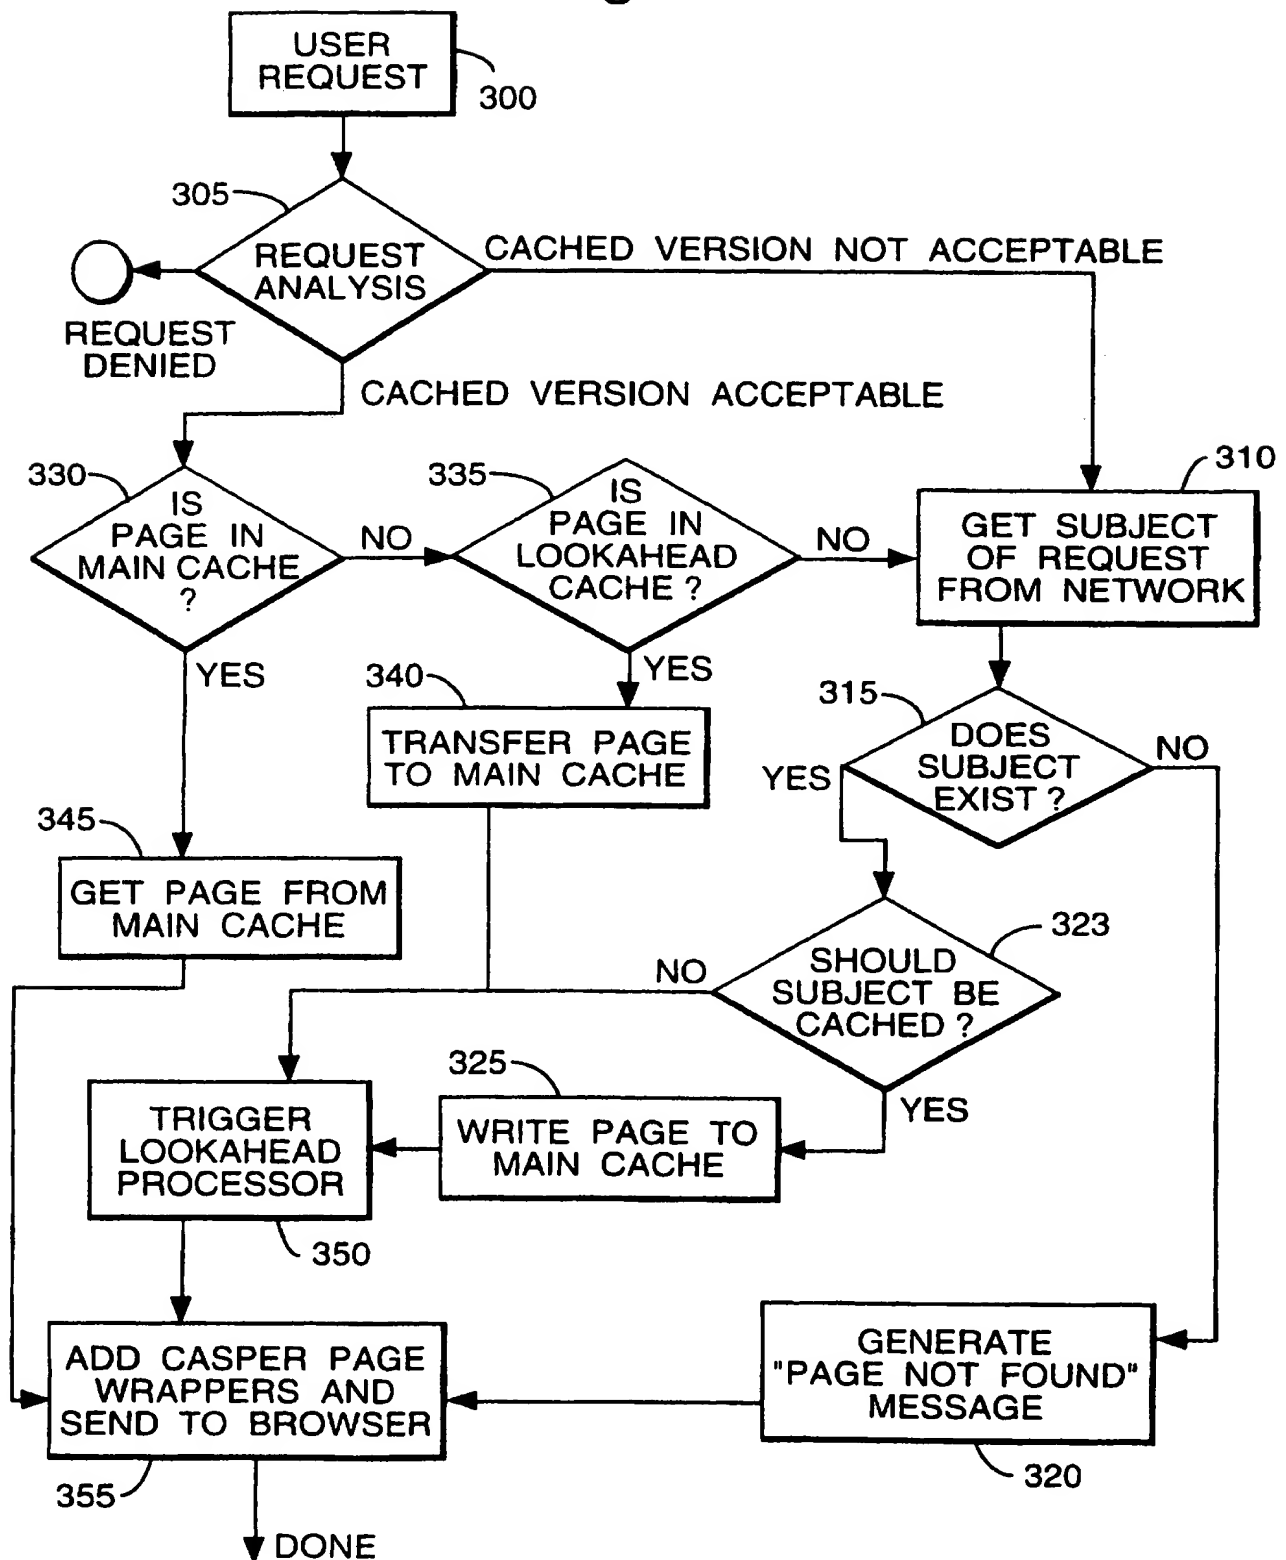 USER
REQUEST
300
305
REQUEST
ANALYSIS
CACHED VERSION NOT ACCEPTABLE
REQUEST
DENIED
CACHED VERSION ACCEPTABLE
330
IS
PAGE IN
MAIN CACHE
?
NO
335
IS
PAGE IN
LOOKAHEAD
CACHE ?
NO
310
GET SUBJECT
OF REQUEST
FROM NETWORK
YES
YES
340
TRANSFER PAGE
TO MAIN CACHE
315
DOES
SUBJECT
EXIST ?
YES
NO
345
GET PAGE FROM
MAIN CACHE
323
SHOULD
SUBJECT BE
CACHED ?
NO
YES
325
WRITE PAGE TO
MAIN CACHE
TRIGGER
LOOKAHEAD
PROCESSOR
350
GENERATE
"PAGE NOT FOUND"
MESSAGE
320
ADD CASPER PAGE
WRAPPERS AND
SEND TO BROWSER
355
DONE